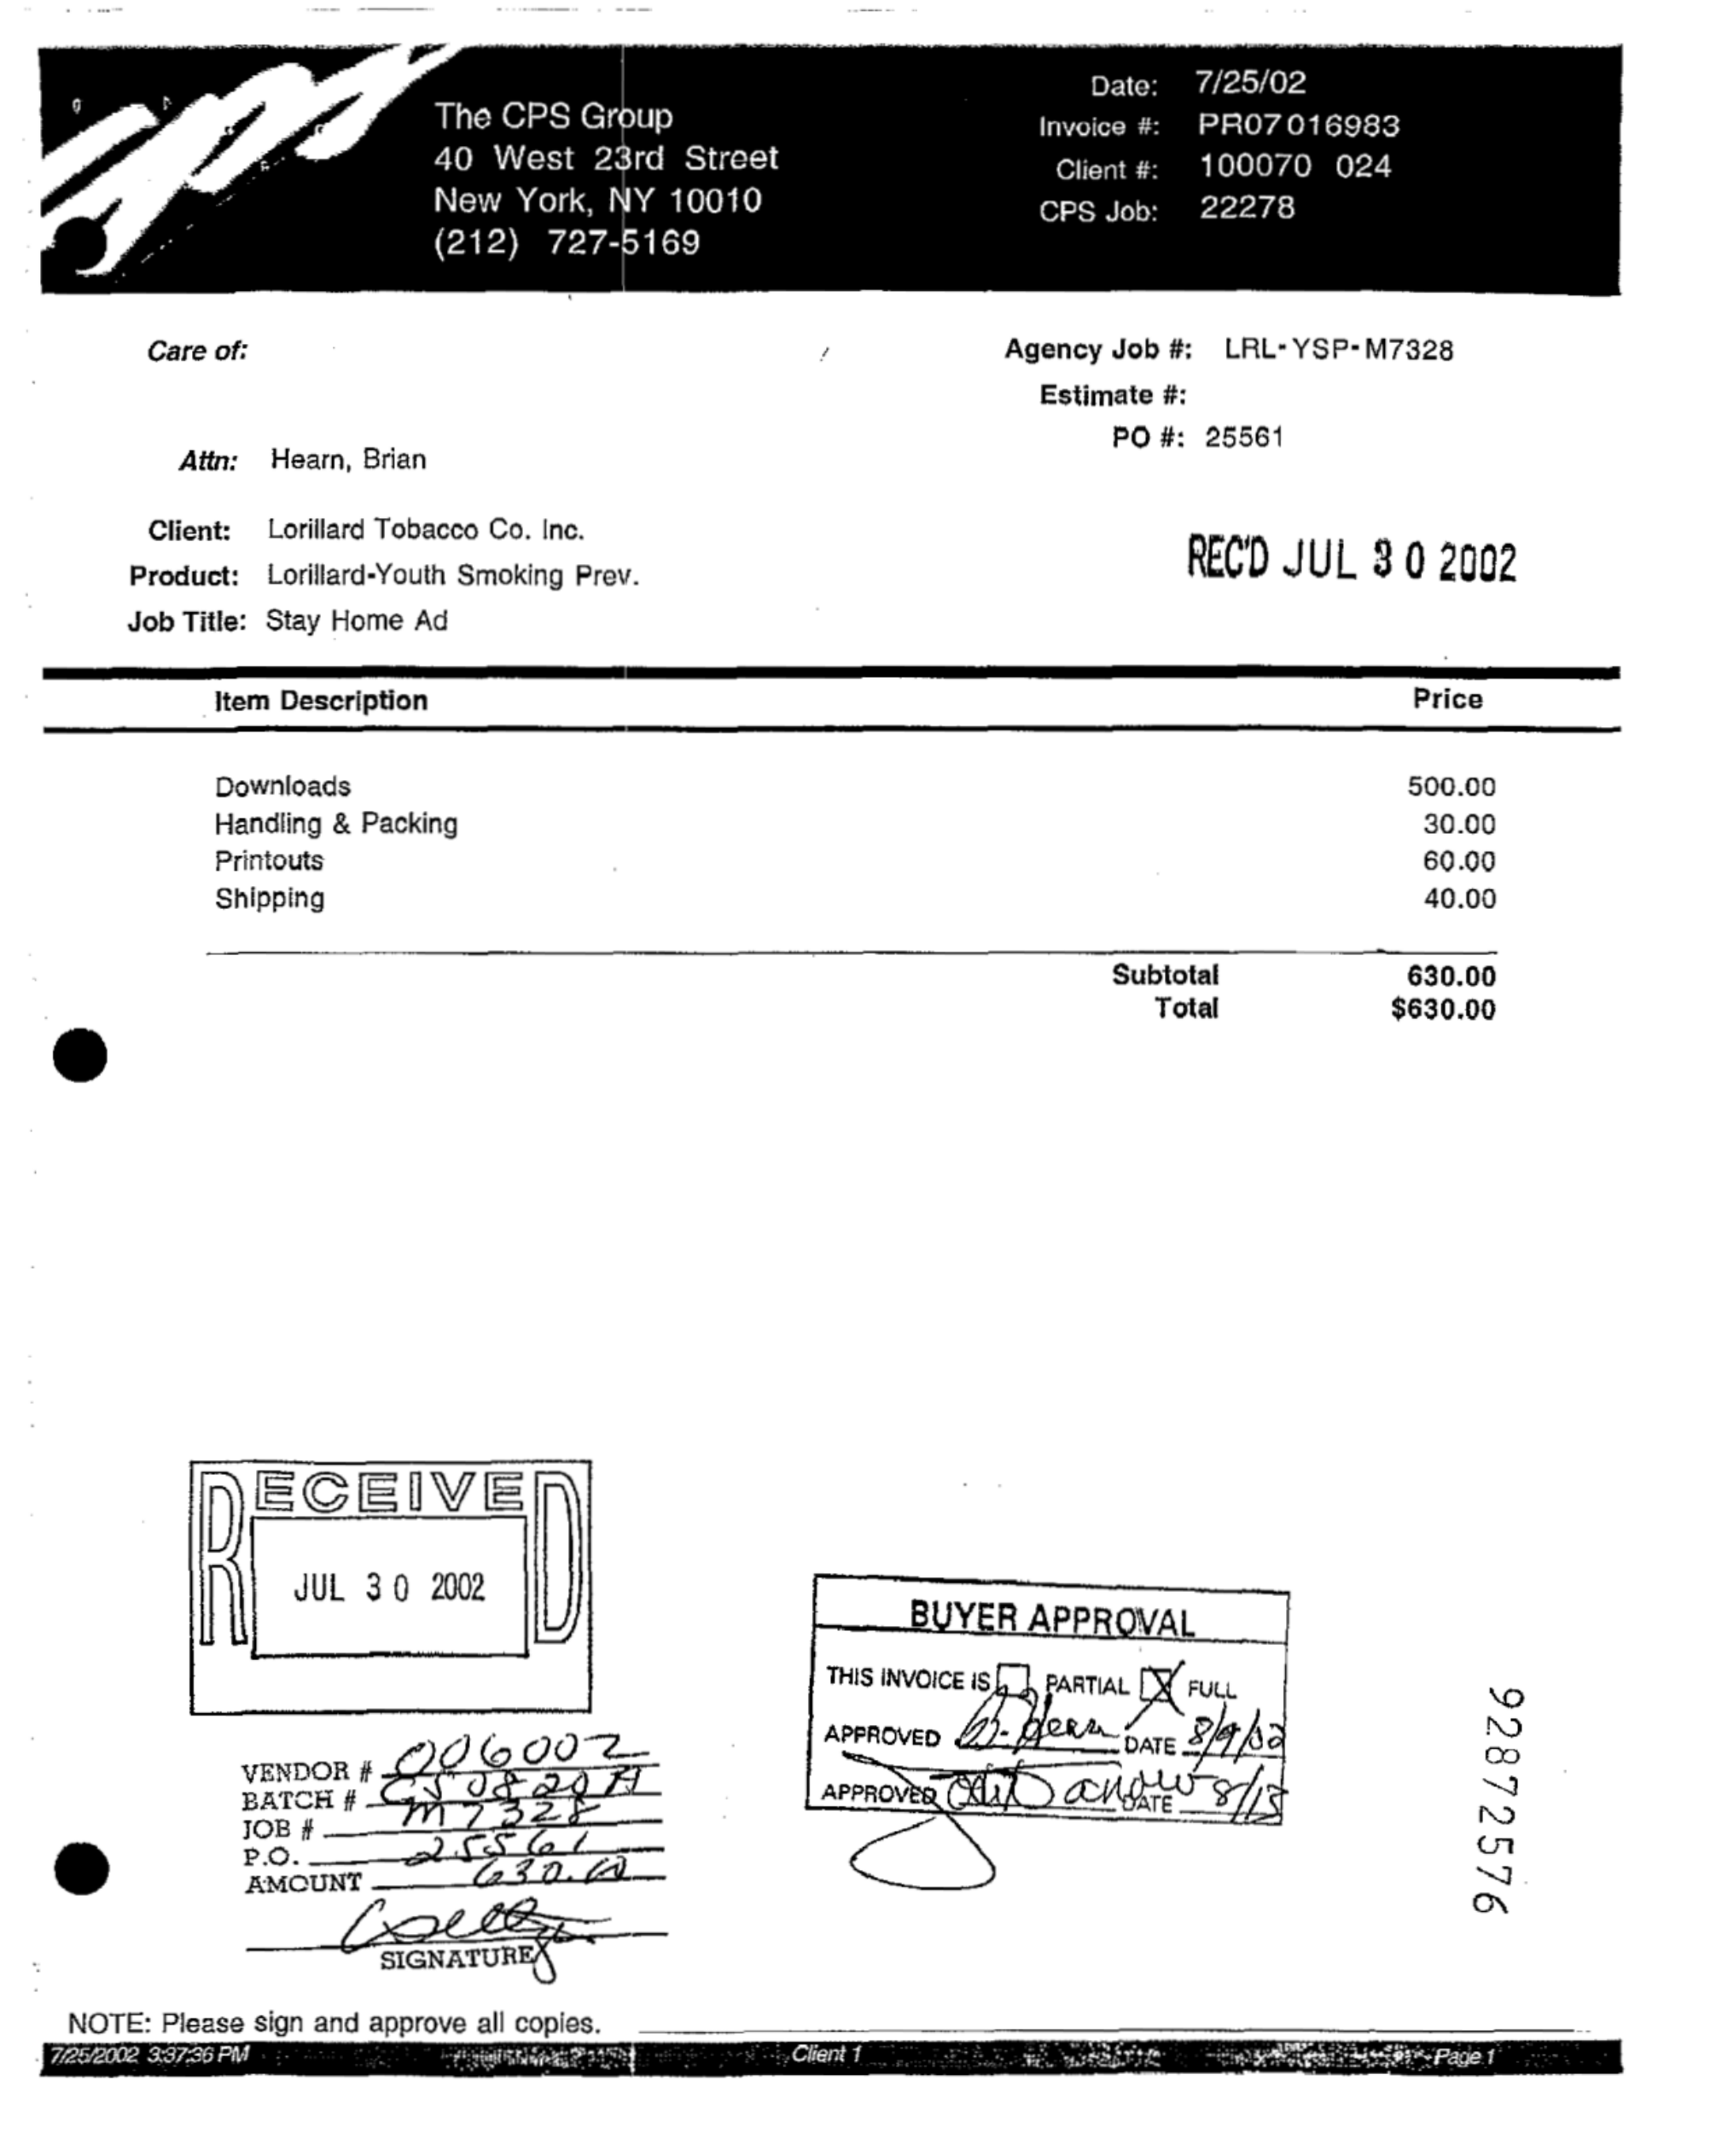 The CPS Group
40 West 23rd Street
New York, NY 10010
(212) 727-5169
Date: 7/25/02
Invoice #: PR07016983
Client #: 100070 024
CPS Job: 22278
Care of:
Agency Job #: LRL-YSP-M7328
Estimate #:
PO #: 25561
Attn: Hearn, Brian
Client: Lorillard Tobacco Co. Inc.
Product: Lorillard-Youth Smoking Prev.
Job Title: Stay Home Ad
REC'D JUL 30 2002
Item Description Price
Downloads 500.00
Handling & Packing 30.00
Printouts 60.00
Shipping 40.00
Subtotal 630.00
Total $630.00
RECEIVED
JUL 30 2002
BUYER APPROVAL
THIS INVOICE IS PARTIAL X FULL
APPROVED B. Hearn DATE 8/9/02
APPROVED DATE 8/13
VENDOR # 006002
BATCH #
JOB # M7328
P.O. 25561
AMOUNT 630.00
SIGNATURE
92872576
NOTE: Please sign and approve all copies.
7/25/2002 3:37:36 PM Client 1 Page 1